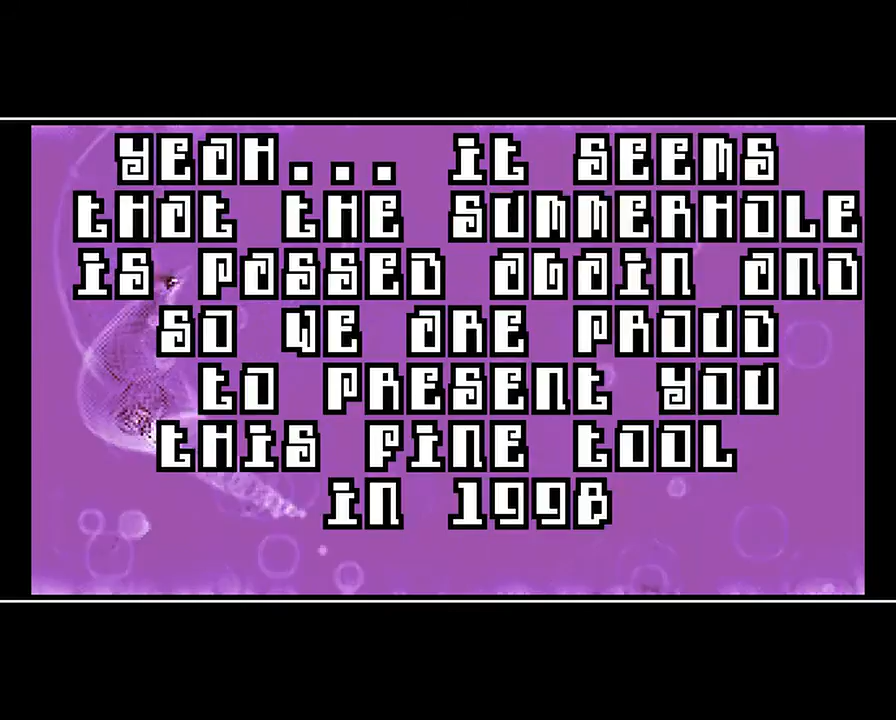 YEAH... it SEEMS
tHAt tHE SUMMERHOLE
iS PASSED AGAiN AND
SO WE ARE PROUD
tO PRESENt YOU
tHiS FiNE tOOL
iN 1998